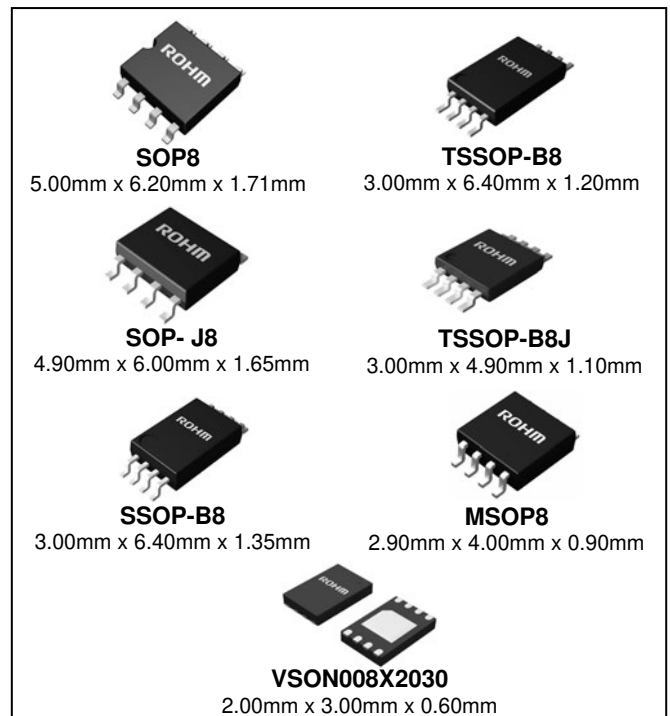 ROHM
ROHM
SOP8
5.00mm x 6.20mm x 1.71mm
TSSOP-B8
3.00mm x 6.40mm x 1.20mm
ROHM
ROHM
SOP- J8
4.90mm x 6.00mm x 1.65mm
TSSOP-B8J
3.00mm x 4.90mm x 1.10mm
ROHM
ROHM
SSOP-B8
3.00mm x 6.40mm x 1.35mm
MSOP8
2.90mm x 4.00mm x 0.90mm
ROHM
VSON008X2030
2.00mm x 3.00mm x 0.60mm